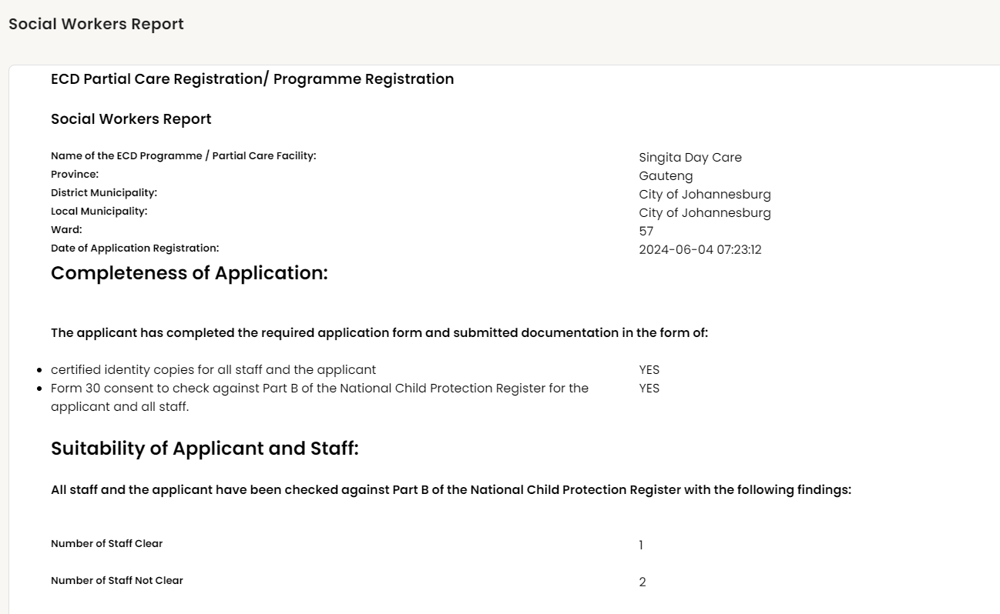 Social Workers Report
ECD Partial Care Registration/ Programme Registration
Social Workers Report
Name of the ECD Programme / Partial Care Facility: Singita Day Care
Province: Gauteng
District Municipality: City of Johannesburg
Local Municipality: City of Johannesburg
Ward: 57
Date of Application Registration: 2024-06-04 07:23:12
Completeness of Application:
The applicant has completed the required application form and submitted documentation in the form of:
• certified identity copies for all staff and the applicant YES
• Form 30 consent to check against Part B of the National Child Protection Register for the YES
applicant and all staff.
Suitability of Applicant and Staff:
All staff and the applicant have been checked against Part B of the National Child Protection Register with the following findings:
Number of Staff Clear 1
Number of Staff Not Clear 2